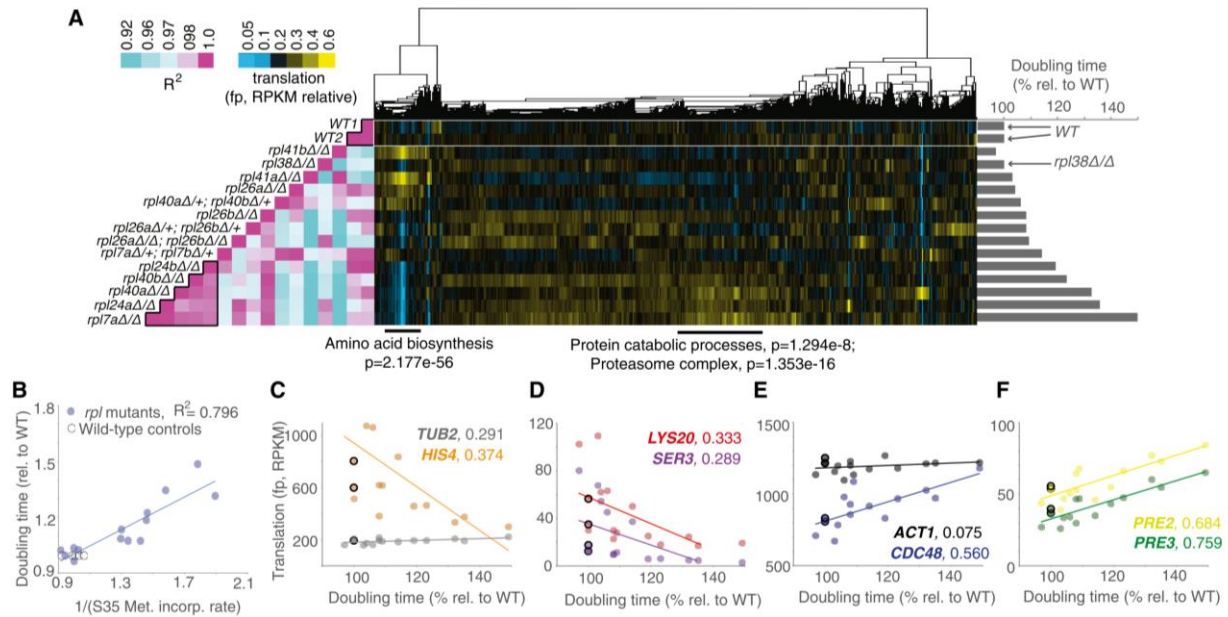 A
0.92
0.96
0.97
098
1.0
R2
0.05
0.1
0.2
0.3
0.4
0.6
translation
(fp, RPKM relative)
Doubling time
(% rel. to WT)
100 120 140
WT1
WT2
WT
rpl41bΔ/Δ
rpl38Δ/Δ
rpl38Δ/Δ
rpl41aΔ/Δ
rpl26aΔ/Δ
rpl40aΔ/+; rpl40bΔ/+
rpl26bΔ/Δ
rpl26aΔ/+; rpl26bΔ/+
rpl26aΔ/Δ; rpl26bΔ/Δ
rpl7aΔ/+; rpl7bΔ/+
rpl24bΔ/Δ
rpl40bΔ/Δ
rpl40aΔ/Δ
rpl24aΔ/Δ
rpl7aΔ/Δ
Amino acid biosynthesis
p=2.177e-56
Protein catabolic processes, p=1.294e-8;
Proteasome complex, p=1.353e-16
B
Doubling time (rel. to WT)
1.8
1.5
1.2
0.9
rpl mutants, R2= 0.796
Wild-type controls
0.9 1.3 1.7 2.1
1/(S35 Met. incorp. rate)
C
Translation (fp, RPKM)
1000
600
200
TUB2, 0.291
HIS4, 0.374
100 120 140
Doubling time (% rel. to WT)
D
120
80
40
0
LYS20, 0.333
SER3, 0.289
100 120 140
Doubling time (% rel. to WT)
E
1500
1000
500
ACT1, 0.075
CDC48, 0.560
100 120 140
Doubling time (% rel. to WT)
F
100
50
0
PRE2, 0.684
PRE3, 0.759
100 120 140
Doubling time (% rel. to WT)